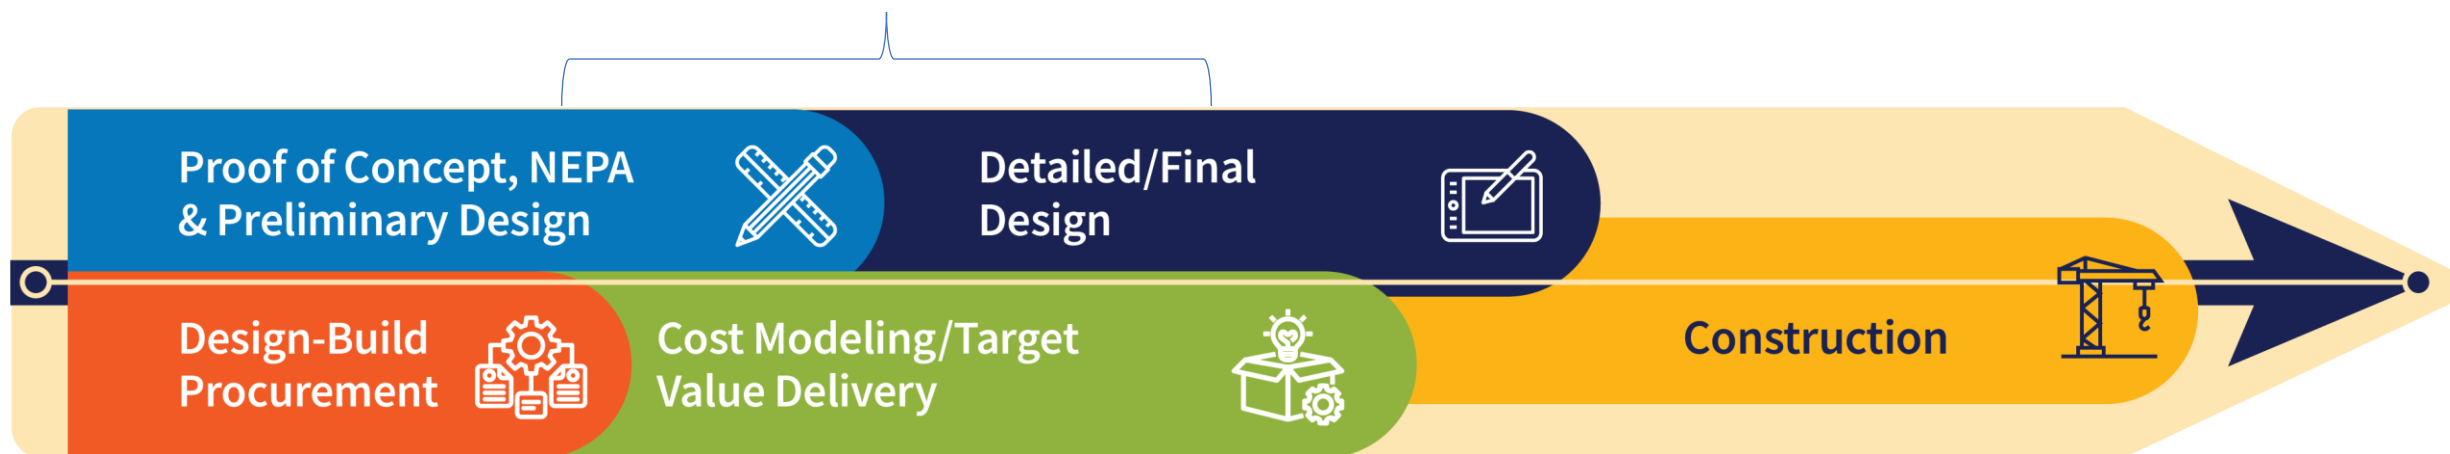 Proof of Concept, NEPA
& Preliminary Design
Detailed/Final
Design
Design-Build
Procurement
Cost Modeling/Target
Value Delivery
Construction